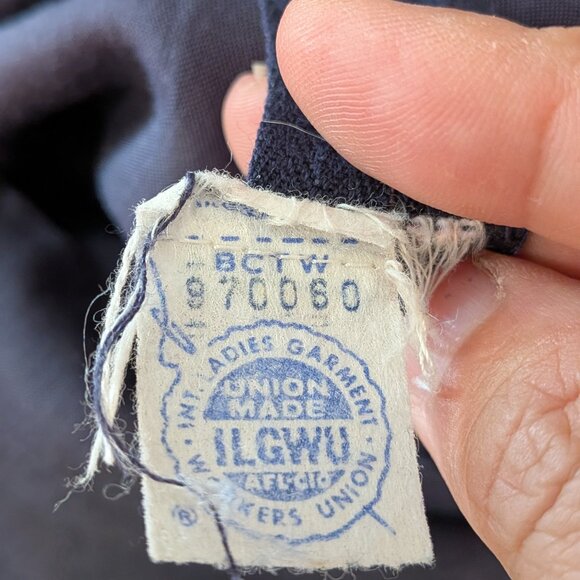 BCTW
970060
INT. LADIES GARMENT
UNION
MADE
ILGWU
AFL-CIO
WORKERS UNION
®